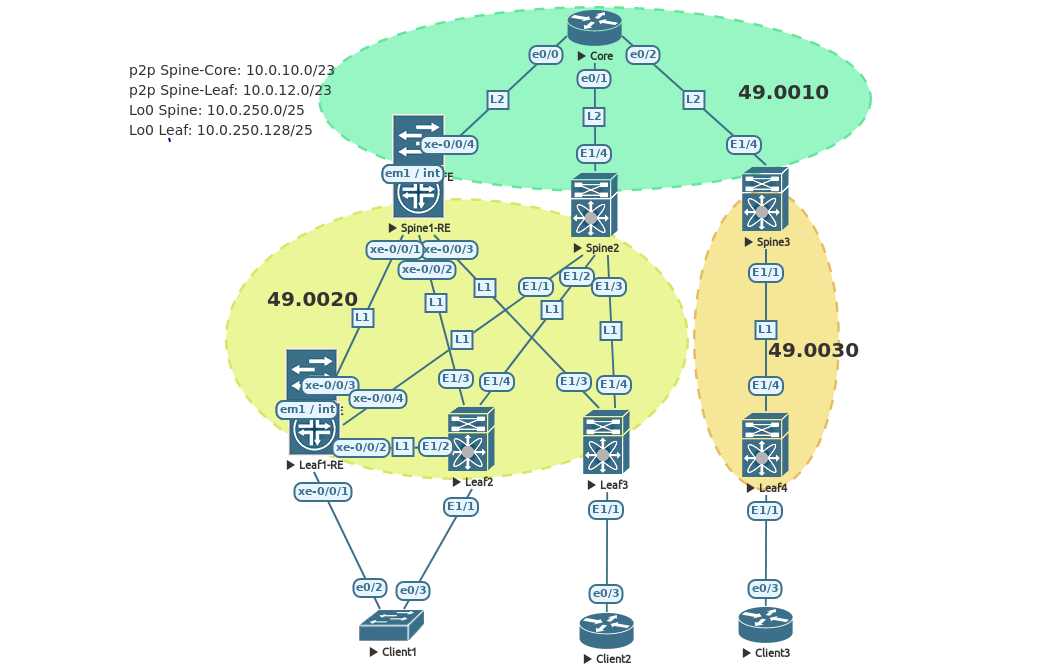 Core
e0/0
e0/2
p2p Spine-Core: 10.0.10.0/23
e0/1
p2p Spine-Leaf: 10.0.12.0/23
49.0010
L2
L2
Lo0 Spine: 10.0.250.0/25
L2
Lo0 Leaf: 10.0.250.128/25
xe-0/0/4
E1/4
E1/4
em1 / int
E
Spine1-RE
Spine2
Spine3
xe-0/0/1
xe-0/0/3
xe-0/0/2
E1/2
E1/1
E1/1
E1/3
L1
49.0020
L1
L1
L1
L1
L1
L1
L1
49.0030
E1/3
E1/4
E1/3
E1/4
E1/4
xe-0/0/3
xe-0/0/4
em1 / int
E
xe-0/0/2
L1
E1/2
Leaf1-RE
Leaf2
Leaf3
Leaf4
xe-0/0/1
E1/1
E1/1
E1/1
e0/2
e0/3
e0/3
e0/3
Client1
Client2
Client3